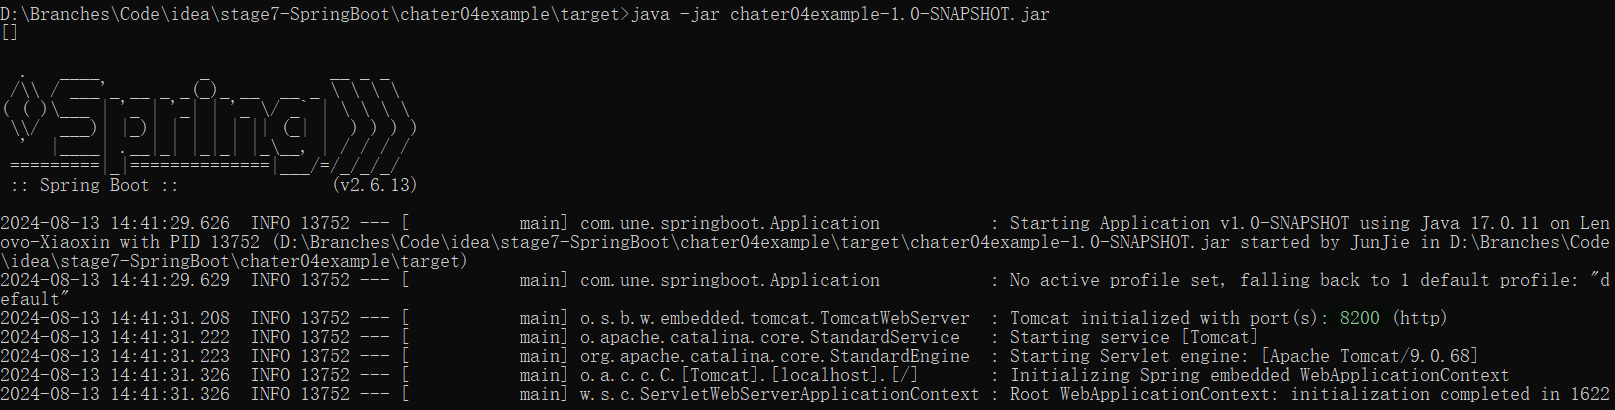 D:\Branches\Code\idea\stage7-SpringBoot\chater04example\target>java -jar chater04example-1.0-SNAPSHOT.jar
[]
  .   ____          _            __ _ _
 /\\ / ___'_ __ _ _(_)_ __  __ _ \ \ \ \
( ( )\___ | '_ | '_| | '_ \/ _` | \ \ \ \
 \\/  ___)| |_)| | | | | || (_| |  ) ) ) )
  '  |____| .__|_| |_|_| |_\__, | / / / /
 =========|_|==============|___/=/_/_/_/
 :: Spring Boot ::               (v2.6.13)
2024-08-13 14:41:29.626  INFO 13752 --- [           main] com.une.springboot.Application           : Starting Application v1.0-SNAPSHOT using Java 17.0.11 on Len
ovo-Xiaoxin with PID 13752 (D:\Branches\Code\idea\stage7-SpringBoot\chater04example\target\chater04example-1.0-SNAPSHOT.jar started by JunJie in D:\Branches\Code
\idea\stage7-SpringBoot\chater04example\target)
2024-08-13 14:41:29.629  INFO 13752 --- [           main] com.une.springboot.Application           : No active profile set, falling back to 1 default profile: "d
efault"
2024-08-13 14:41:31.208  INFO 13752 --- [           main] o.s.b.w.embedded.tomcat.TomcatWebServer  : Tomcat initialized with port(s): 8200 (http)
2024-08-13 14:41:31.222  INFO 13752 --- [           main] o.apache.catalina.core.StandardService   : Starting service [Tomcat]
2024-08-13 14:41:31.223  INFO 13752 --- [           main] org.apache.catalina.core.StandardEngine  : Starting Servlet engine: [Apache Tomcat/9.0.68]
2024-08-13 14:41:31.326  INFO 13752 --- [           main] o.a.c.c.C.[Tomcat].[localhost].[/]       : Initializing Spring embedded WebApplicationContext
2024-08-13 14:41:31.326  INFO 13752 --- [           main] w.s.c.ServletWebServerApplicationContext : Root WebApplicationContext: initialization completed in 1622